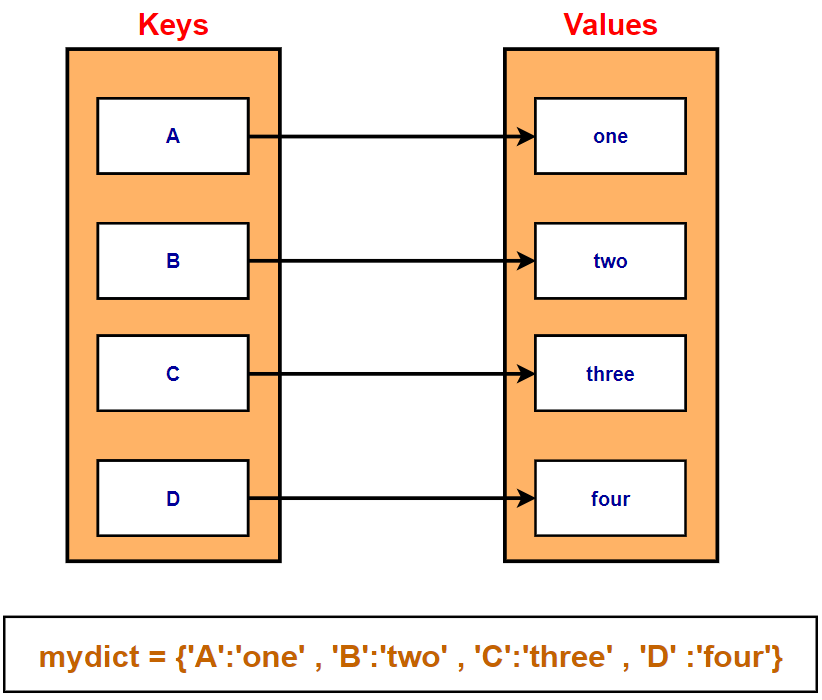 Keys Values
A one
B two
C three
D four
mydict = {'A':'one' , 'B':'two' , 'C':'three' , 'D' :'four'}